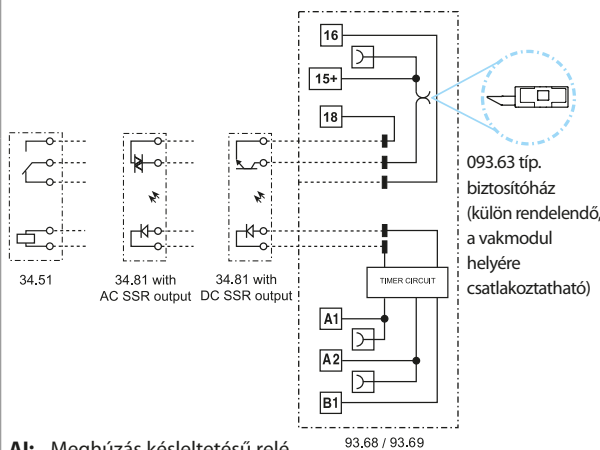 16
15+
18
093.63 típ.
biztosítóház
(külön rendelendő,
a vakmodul
helyére
csatlakoztatható)
34.51
34.81 with
AC SSR output
34.81 with
DC SSR output
TIMER CIRCUIT
A1
A2
B1
93.68 / 93.69
AI: Meghúzás késleltetésű relé